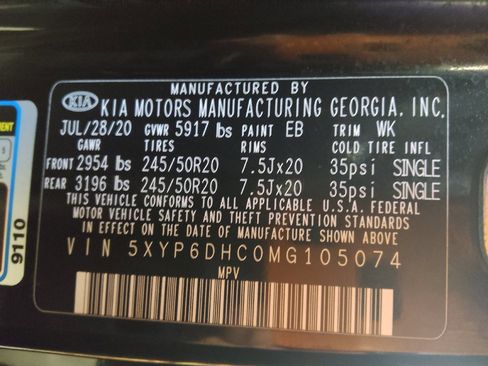 MANUFACTURED BY
KIA KIA MOTORS MANUFACTURING GEORGIA, INC.
JUL/28/20 GVWR 5917 lbs PAINT EB TRIM WK
GAWR TIRES RIMS COLD TIRE INFL
FRONT 2954 lbs 245/50R20 7.5Jx20 35psi SINGLE
REAR 3196 lbs 245/50R20 7.5Jx20 35psi SINGLE
THIS VEHICLE CONFORMS TO ALL APPLICABLE U.S.A. FEDERAL
MOTOR VEHICLE SAFETY AND THEFT PREVENTION STANDARDS
IN EFFECT ON THE DATE OF MANUFACTURE SHOWN ABOVE.
VIN 5XYP6DHC0MG105074
MPV
9110